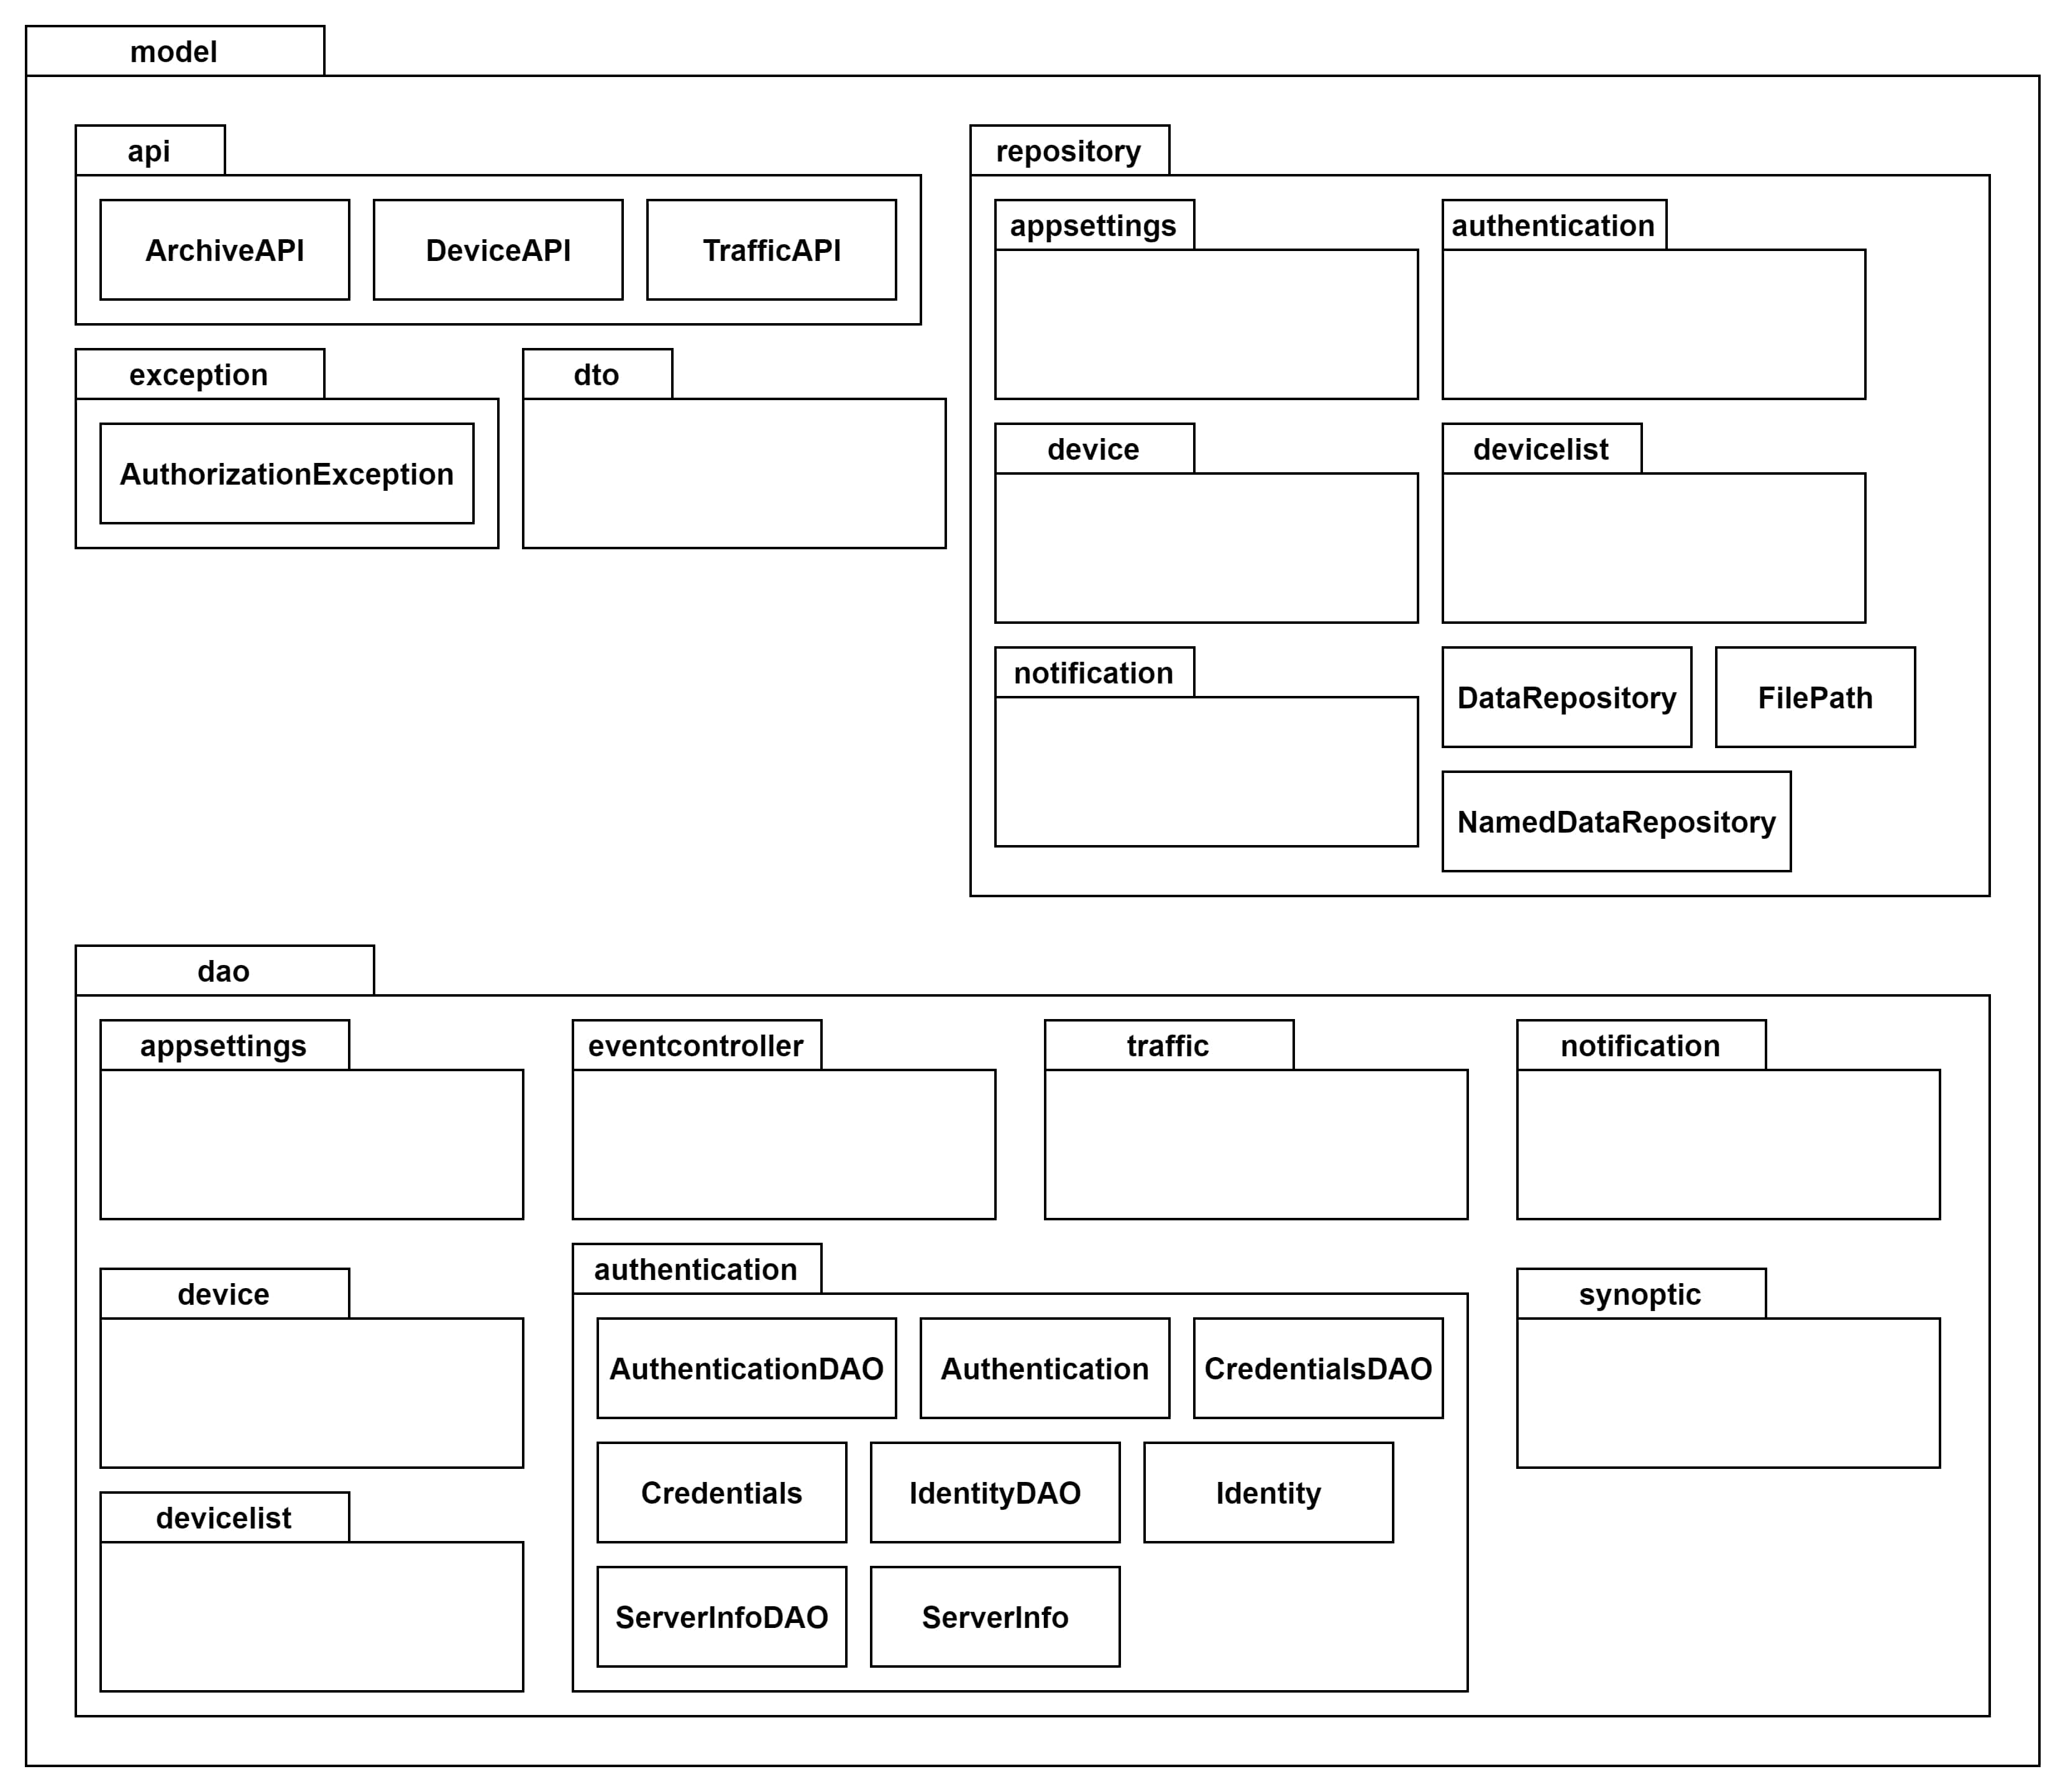 model
api
ArchiveAPI
DeviceAPI
TrafficAPI
exception
AuthorizationException
dto
repository
appsettings
authentication
device
devicelist
notification
DataRepository
FilePath
NamedDataRepository
dao
appsettings
eventcontroller
traffic
notification
device
devicelist
authentication
AuthenticationDAO
Authentication
CredentialsDAO
Credentials
IdentityDAO
Identity
ServerInfoDAO
ServerInfo
synoptic